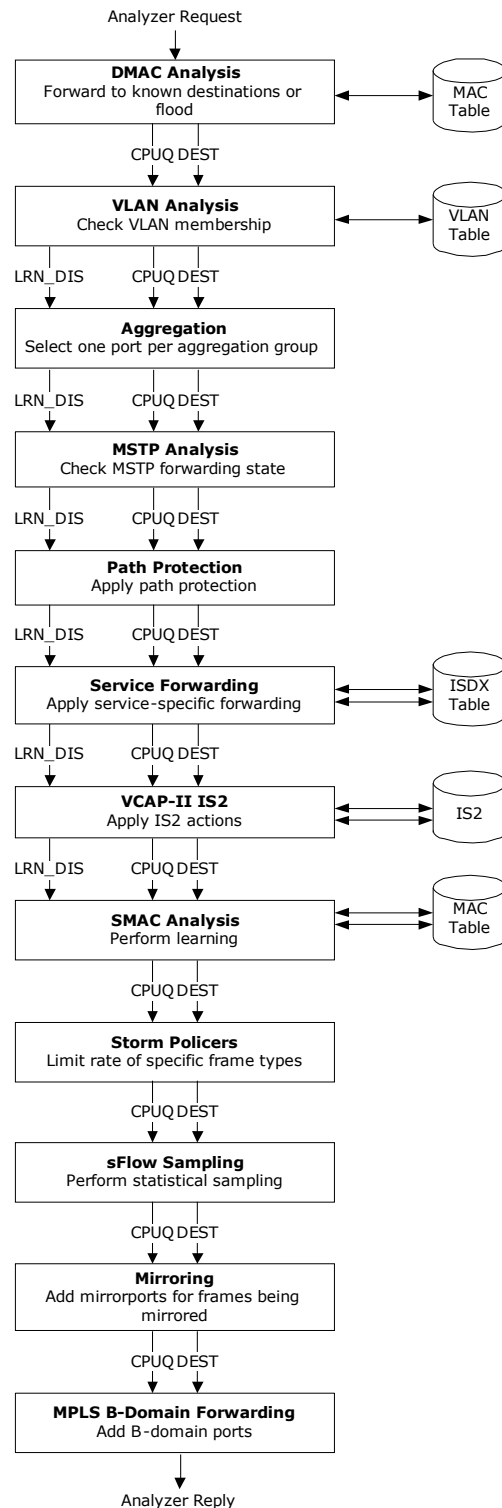 Analyzer Request
DMAC Analysis
Forward to known destinations or
flood
MAC
Table
CPUQ DEST
VLAN Analysis
Check VLAN membership
VLAN
Table
LRN_DIS CPUQ DEST
Aggregation
Select one port per aggregation group
LRN_DIS CPUQ DEST
MSTP Analysis
Check MSTP forwarding state
LRN_DIS CPUQ DEST
Path Protection
Apply path protection
LRN_DIS CPUQ DEST
Service Forwarding
Apply service-specific forwarding
ISDX
Table
LRN_DIS CPUQ DEST
VCAP-II IS2
Apply IS2 actions
IS2
LRN_DIS CPUQ DEST
SMAC Analysis
Perform learning
MAC
Table
CPUQ DEST
Storm Policers
Limit rate of specific frame types
CPUQ DEST
sFlow Sampling
Perform statistical sampling
CPUQ DEST
Mirroring
Add mirrorports for frames being
mirrored
CPUQ DEST
MPLS B-Domain Forwarding
Add B-domain ports
Analyzer Reply